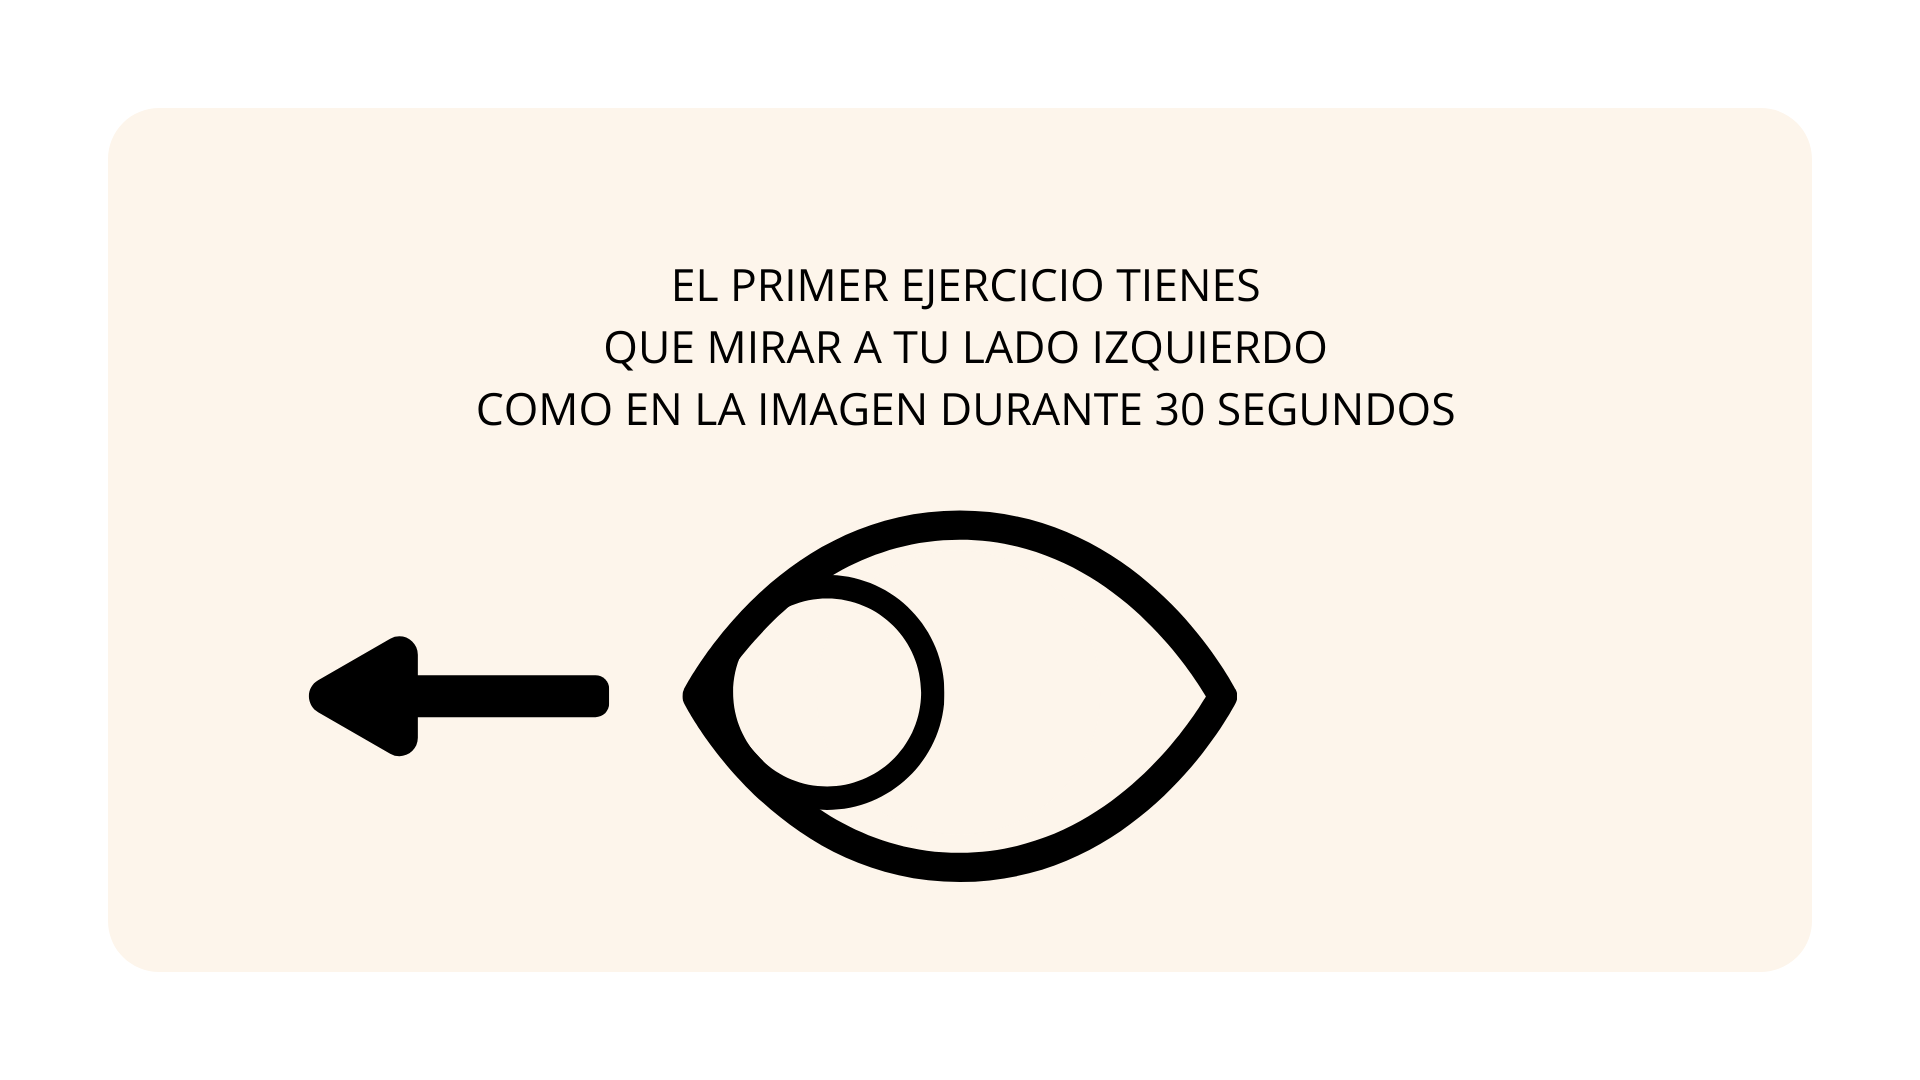 EL PRIMER EJERCICIO TIENES
QUE MIRAR A TU LADO IZQUIERDO
COMO EN LA IMAGEN DURANTE 30 SEGUNDOS